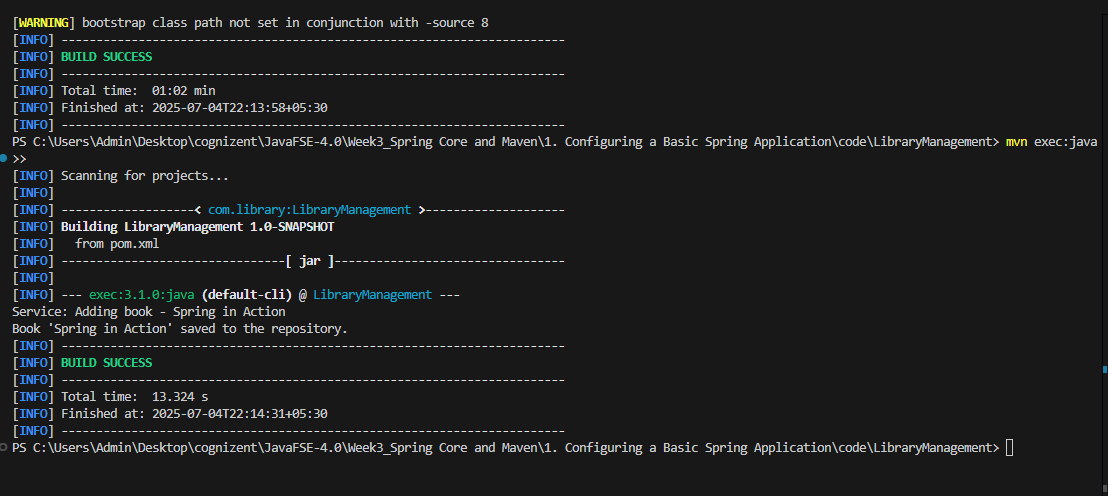 [WARNING] bootstrap class path not set in conjunction with -source 8
[INFO] ------------------------------------------------------------------------
[INFO] BUILD SUCCESS
[INFO] ------------------------------------------------------------------------
[INFO] Total time:  01:02 min
[INFO] Finished at: 2025-07-04T22:13:58+05:30
[INFO] ------------------------------------------------------------------------
PS C:\Users\Admin\Desktop\cognizent\JavaFSE-4.0\Week3_Spring Core and Maven\1. Configuring a Basic Spring Application\code\LibraryManagement> mvn exec:java
>>
[INFO] Scanning for projects...
[INFO]
[INFO] -------------------< com.library:LibraryManagement >--------------------
[INFO] Building LibraryManagement 1.0-SNAPSHOT
[INFO]   from pom.xml
[INFO] --------------------------------[ jar ]---------------------------------
[INFO]
[INFO] --- exec:3.1.0:java (default-cli) @ LibraryManagement ---
Service: Adding book - Spring in Action
Book 'Spring in Action' saved to the repository.
[INFO] ------------------------------------------------------------------------
[INFO] BUILD SUCCESS
[INFO] ------------------------------------------------------------------------
[INFO] Total time:  13.324 s
[INFO] Finished at: 2025-07-04T22:14:31+05:30
[INFO] ------------------------------------------------------------------------
PS C:\Users\Admin\Desktop\cognizent\JavaFSE-4.0\Week3_Spring Core and Maven\1. Configuring a Basic Spring Application\code\LibraryManagement>